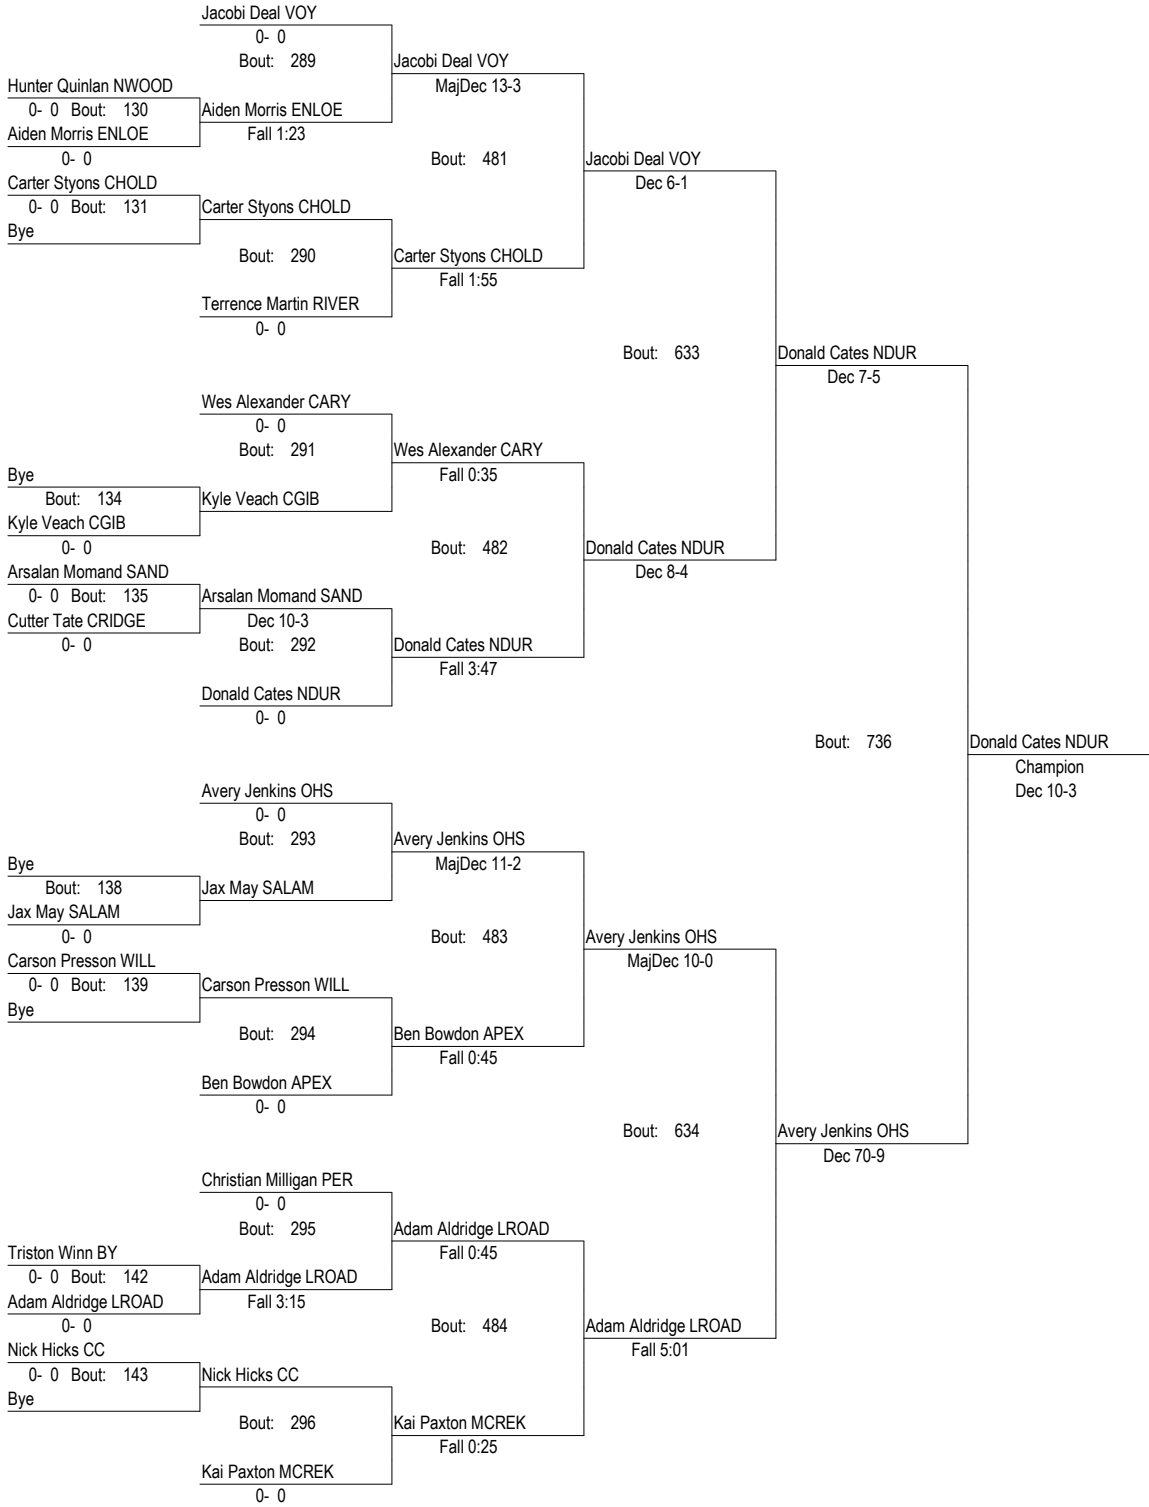 Jacobi Deal VOY
0- 0
Bout: 289
Jacobi Deal VOY
MajDec 13-3
Hunter Quinlan NWOOD
0- 0 Bout: 130
Aiden Morris ENLOE
Aiden Morris ENLOE
Fall 1:23
0- 0
Bout: 481
Jacobi Deal VOY
Dec 6-1
Carter Styons CHOLD
0- 0 Bout: 131
Carter Styons CHOLD
Bye
Bout: 290
Carter Styons CHOLD
Fall 1:55
Terrence Martin RIVER
0- 0
Bout: 633
Donald Cates NDUR
Dec 7-5
Wes Alexander CARY
0- 0
Bout: 291
Wes Alexander CARY
Fall 0:35
Bye
Bout: 134
Kyle Veach CGIB
Kyle Veach CGIB
0- 0
Bout: 482
Donald Cates NDUR
Dec 8-4
Arsalan Momand SAND
0- 0 Bout: 135
Arsalan Momand SAND
Cutter Tate CRIDGE
Dec 10-3
0- 0
Bout: 292
Donald Cates NDUR
Fall 3:47
Donald Cates NDUR
0- 0
Bout: 736
Donald Cates NDUR
Champion
Dec 10-3
Avery Jenkins OHS
0- 0
Bout: 293
Avery Jenkins OHS
MajDec 11-2
Bye
Bout: 138
Jax May SALAM
Jax May SALAM
0- 0
Bout: 483
Avery Jenkins OHS
MajDec 10-0
Carson Presson WILL
0- 0 Bout: 139
Carson Presson WILL
Bye
Bout: 294
Ben Bowdon APEX
Fall 0:45
Ben Bowdon APEX
0- 0
Bout: 634
Avery Jenkins OHS
Dec 70-9
Christian Milligan PER
0- 0
Bout: 295
Adam Aldridge LROAD
Fall 0:45
Triston Winn BY
0- 0 Bout: 142
Adam Aldridge LROAD
Adam Aldridge LROAD
Fall 3:15
0- 0
Bout: 484
Adam Aldridge LROAD
Fall 5:01
Nick Hicks CC
0- 0 Bout: 143
Nick Hicks CC
Bye
Bout: 296
Kai Paxton MCREK
Fall 0:25
Kai Paxton MCREK
0- 0